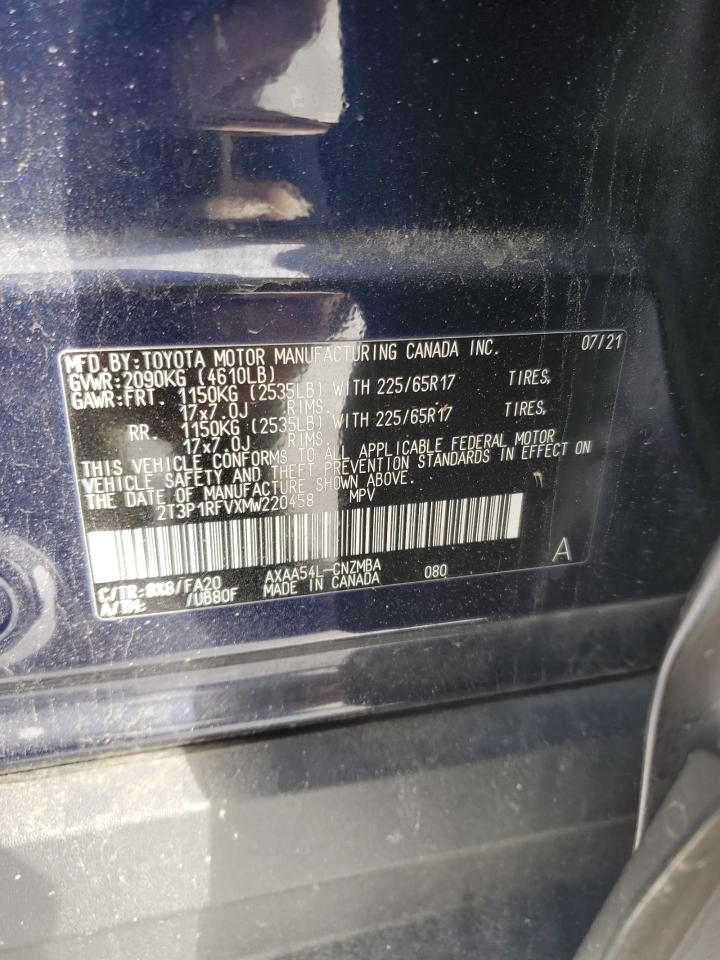 MFD.BY:TOYOTA MOTOR MANUFACTURING CANADA INC. 07/21
GVWR:2090KG (4610LB)
GAWR:FRT. 1150KG (2535LB) WITH 225/65R17 TIRES,
17x7.0J RIMS.
RR. 1150KG (2535LB) WITH 225/65R17 TIRES,
17x7.0J RIMS.
THIS VEHICLE CONFORMS TO ALL APPLICABLE FEDERAL MOTOR
VEHICLE SAFETY AND THEFT PREVENTION STANDARDS IN EFFECT ON
THE DATE OF MANUFACTURE SHOWN ABOVE.
2T3P1RFVXMW220458 MPV
C/TR:8X8/FA20 AXAA54L-CNZMBA 080 A
A/TM: /UB80F MADE IN CANADA